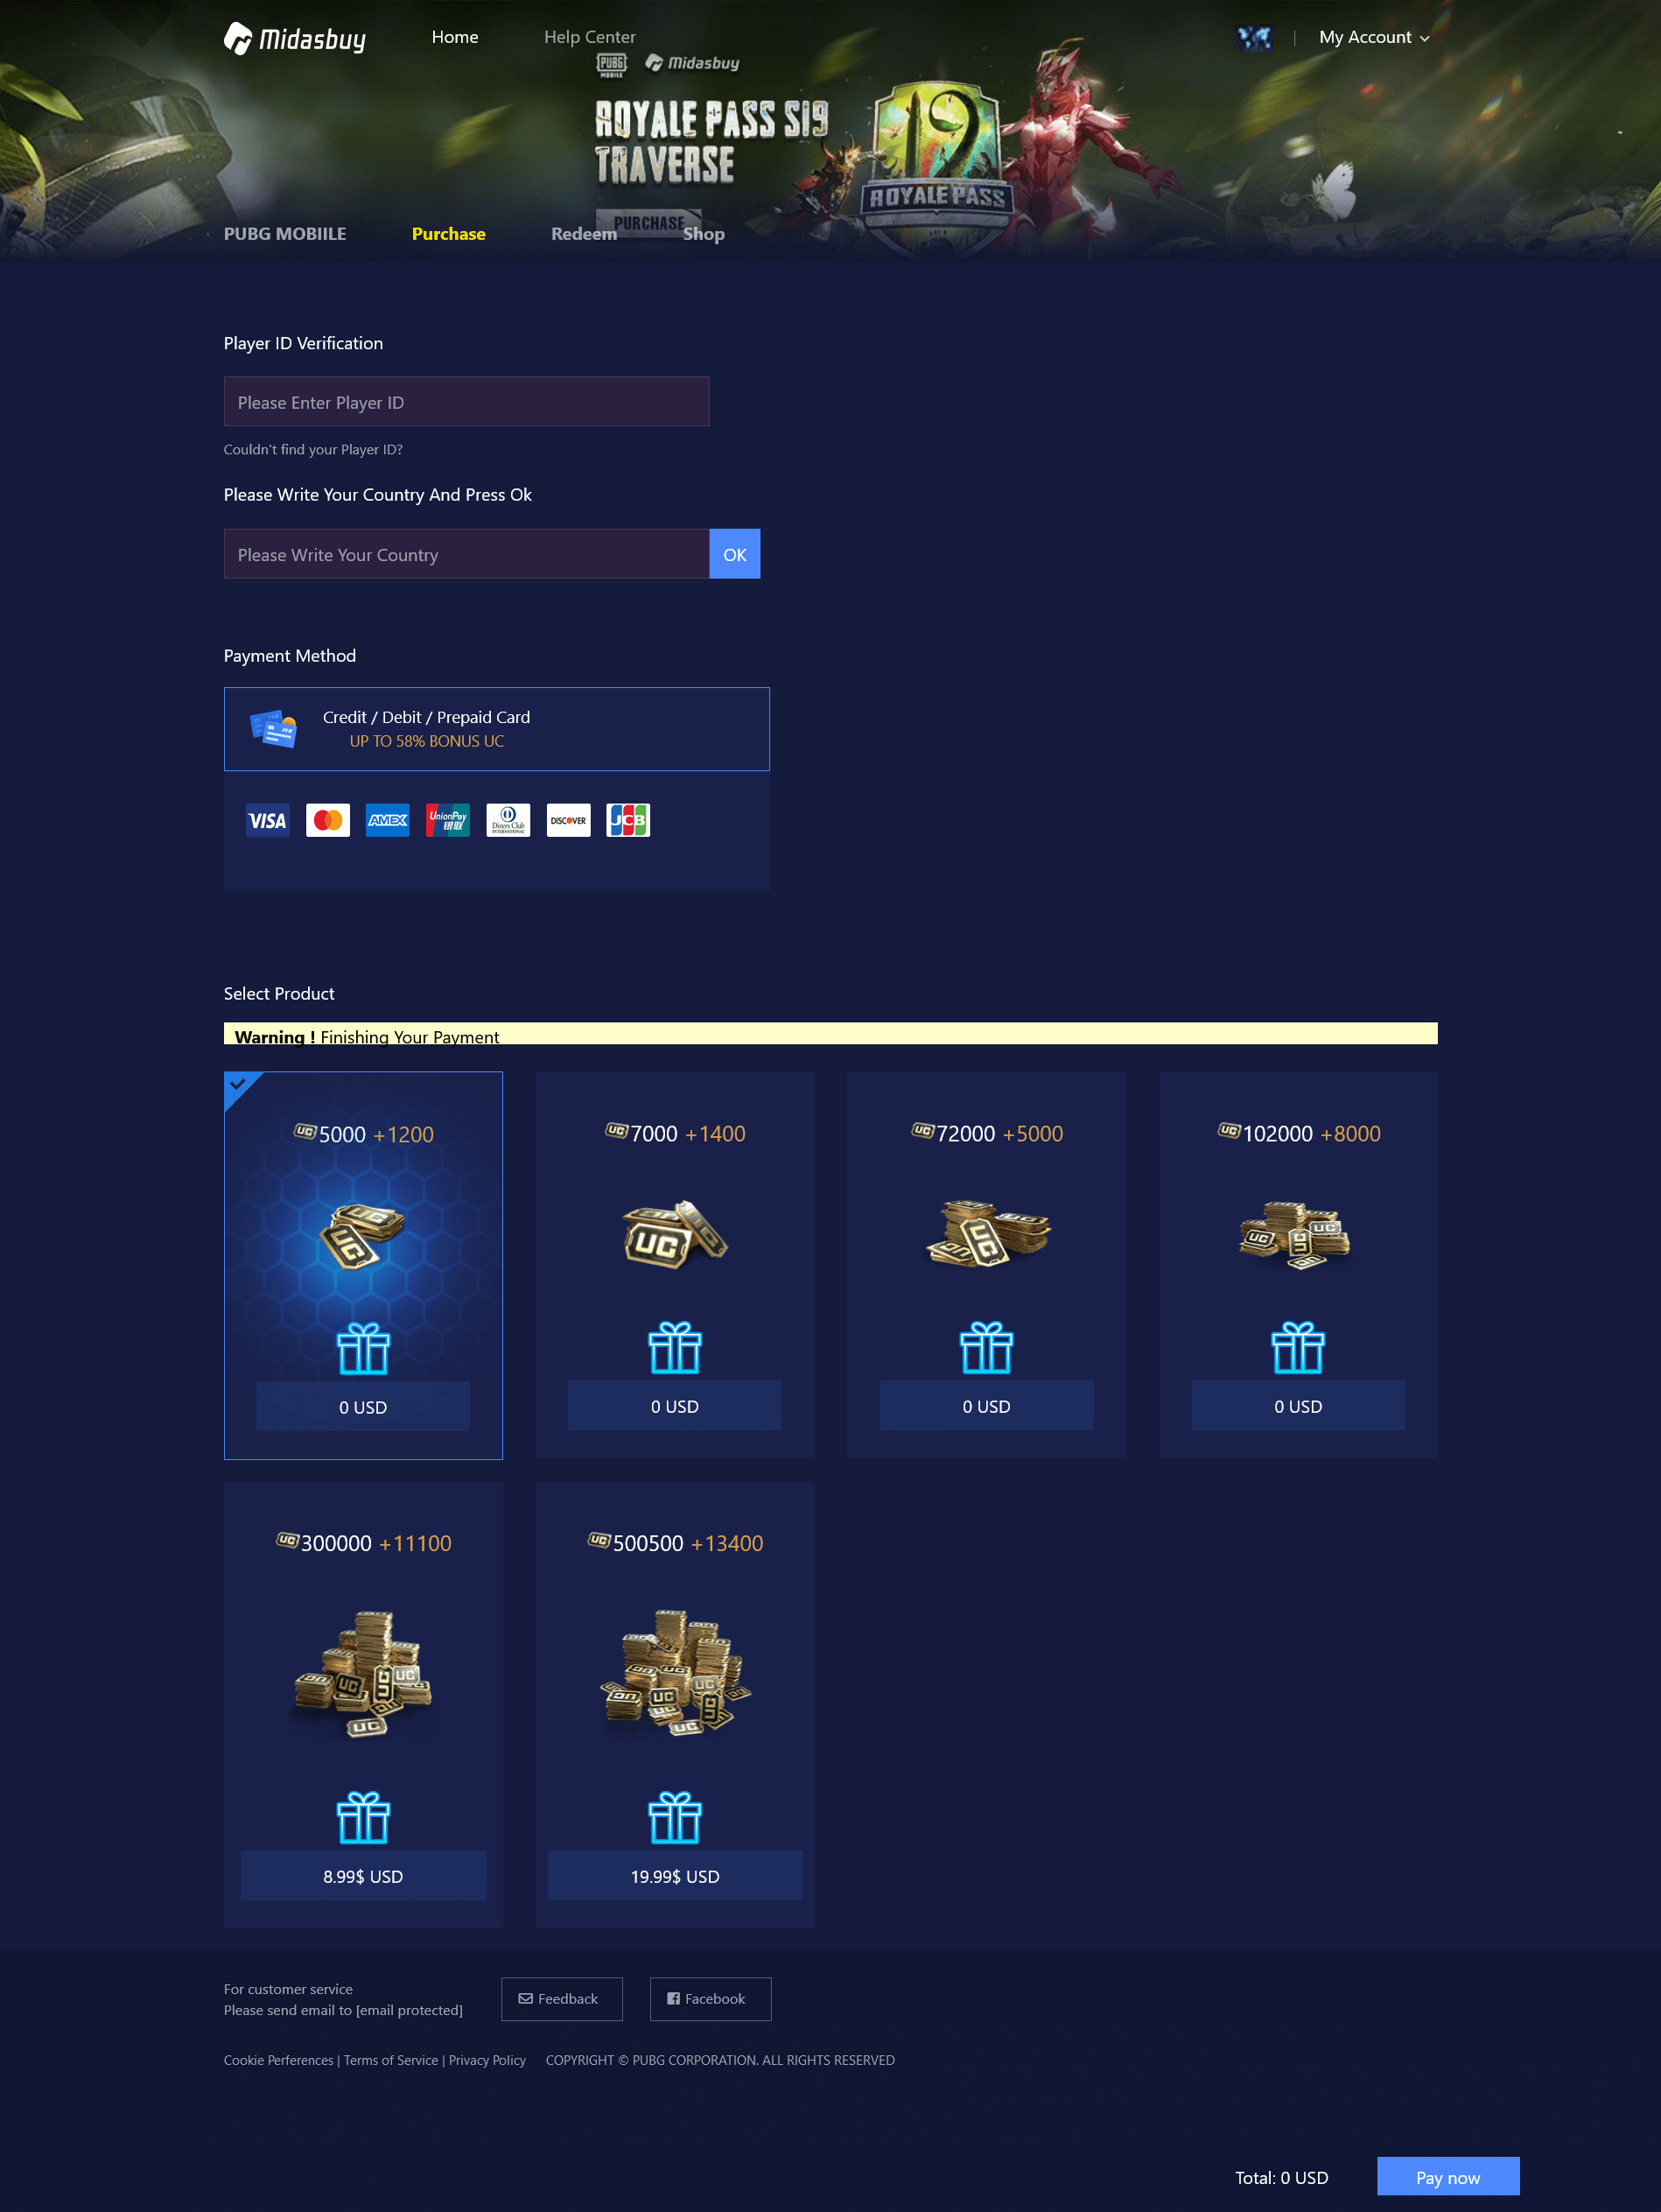 Midasbuy
Home
Help Center
My Account
PUBG MOBILE
Midasbuy
ROYALE PASS S19
TRAVERSE
19
ROYALE PASS
PURCHASE
PUBG MOBIILE
Purchase
Redeem
Shop
Player ID Verification
Please Enter Player ID
Couldn't find your Player ID?
Please Write Your Country And Press Ok
Please Write Your Country
OK
Payment Method
Credit / Debit / Prepaid Card
UP TO 58% BONUS UC
VISA
AMEX
UnionPay
银联
Diners Club
INTERNATIONAL
DISCOVER
JCB
Select Product
Warning ! Finishing Your Payment
UC 5000 +1200
UC 7000 +1400
UC 72000 +5000
UC 102000 +8000
0 USD
0 USD
0 USD
0 USD
UC 300000 +11100
UC 500500 +13400
8.99$ USD
19.99$ USD
For customer service
Please send email to [email protected]
Feedback
Facebook
Cookie Perferences | Terms of Service | Privacy Policy
COPYRIGHT © PUBG CORPORATION. ALL RIGHTS RESERVED
Total: 0 USD
Pay now